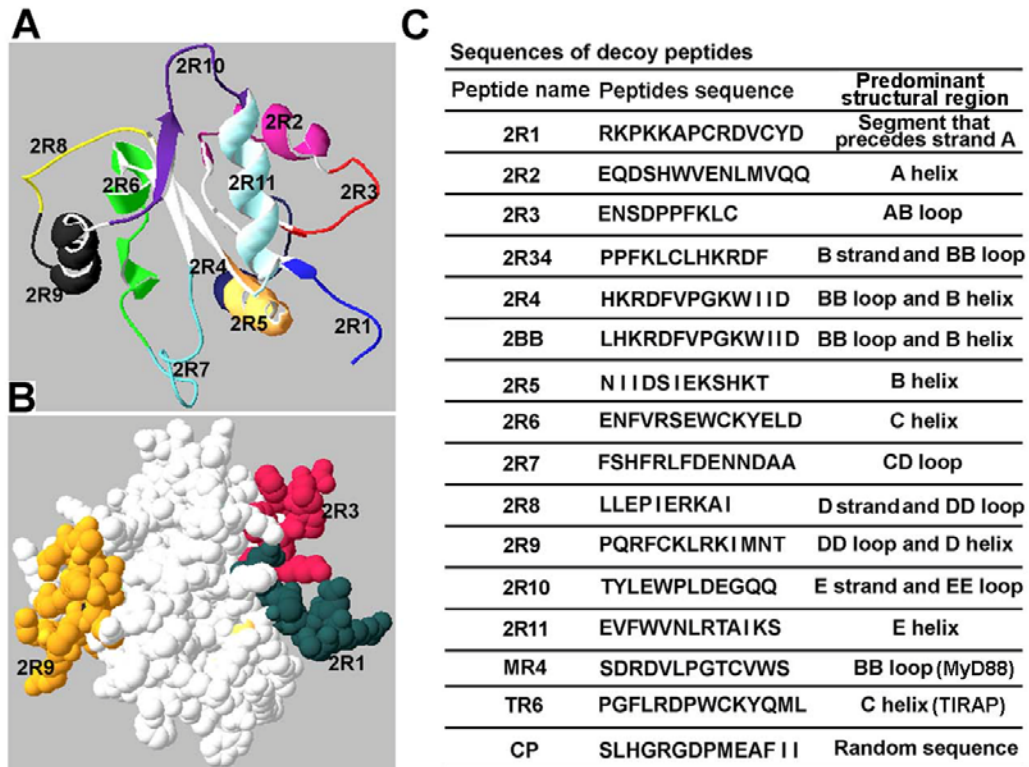 A
2R10
2R2
2R8
2R6
2R11
2R3
2R9
2R4
2R5
2R1
2R7
B
2R3
2R9
2R1
C
Sequences of decoy peptides
Peptide name Peptides sequence Predominant structural region
2R1 RKPKKAPCRDVCYD Segment that precedes strand A
2R2 EQDSHWVENLMVQQ A helix
2R3 ENSDPPFKLC AB loop
2R34 PPFKLCLHKRDF B strand and BB loop
2R4 HKRDFVPGKWIID BB loop and B helix
2BB LHKRDFVPGKWIID BB loop and B helix
2R5 NIIDSIEKSHKT B helix
2R6 ENFVRSEWCKYELD C helix
2R7 FSHFRLFDENNDAA CD loop
2R8 LLEPIERKAI D strand and DD loop
2R9 PQRFCKLRKIMNT DD loop and D helix
2R10 TYLEWPLDEGQQ E strand and EE loop
2R11 EVFWVNLRTAIKS E helix
MR4 SDRDVLPGTCVWS BB loop (MyD88)
TR6 PGFLRDPWCKYQML C helix (TIRAP)
CP SLHGRGDPMEAFII Random sequence